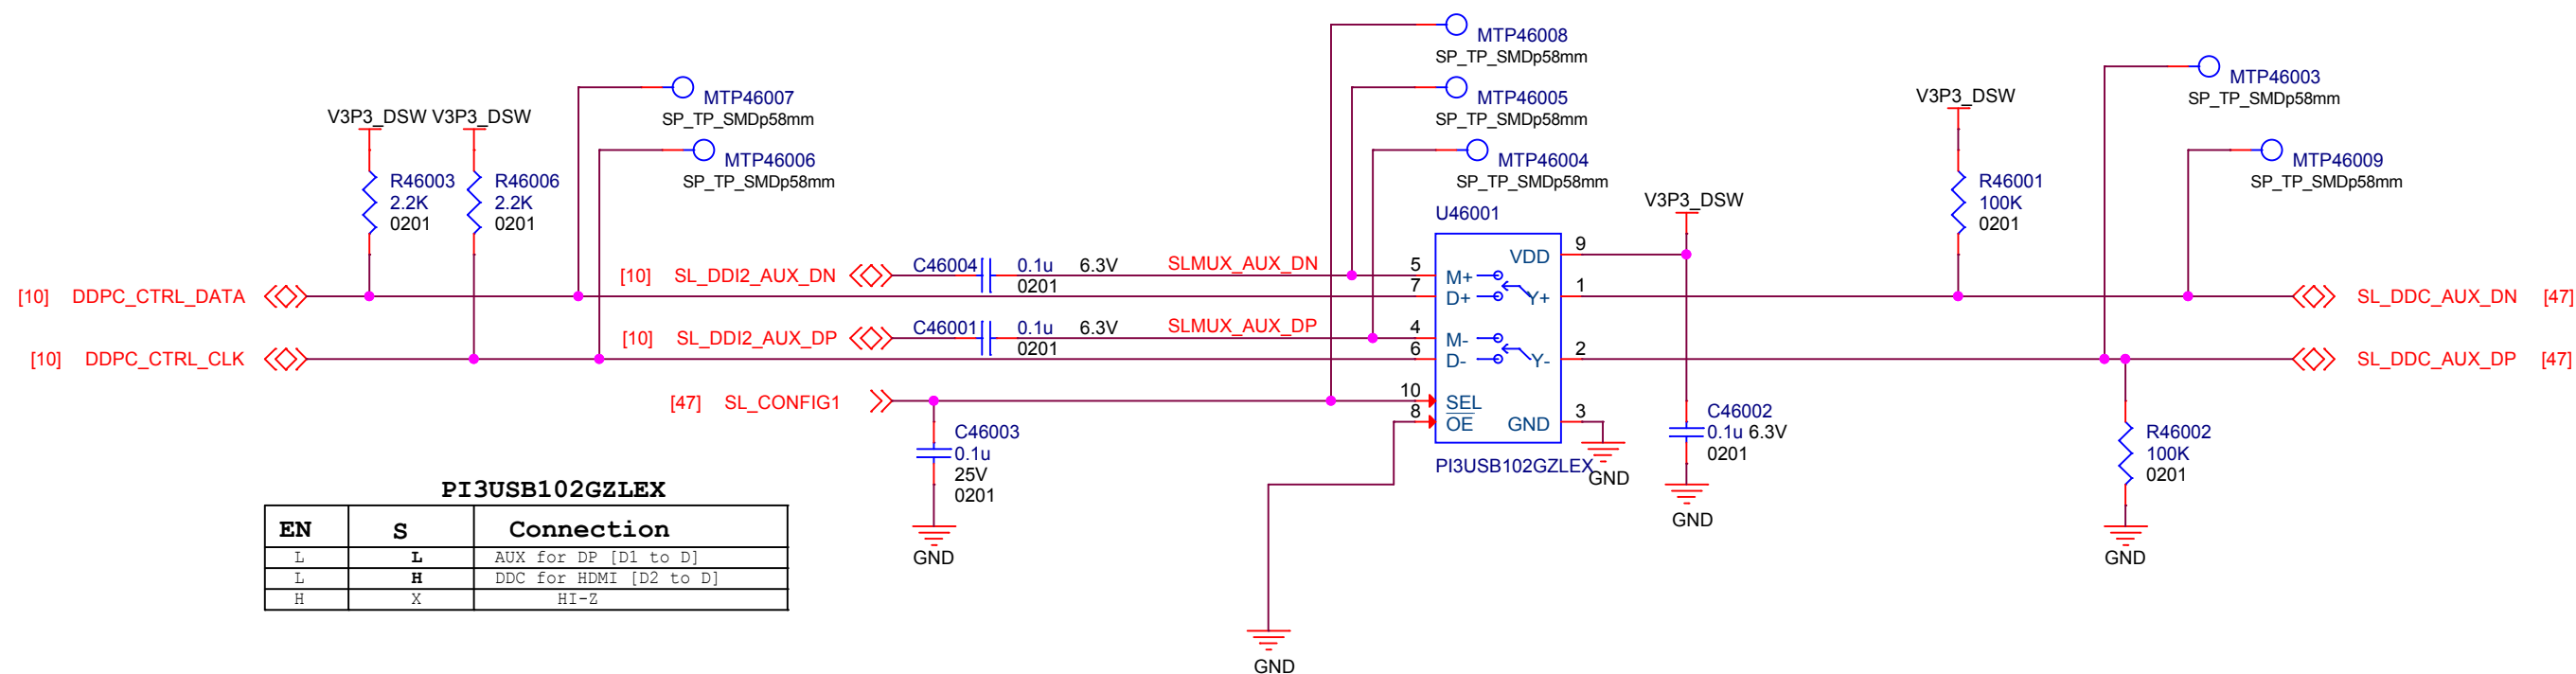 MTP46008
SP_TP_SMDp58mm
MTP46007
SP_TP_SMDp58mm
MTP46005
SP_TP_SMDp58mm
MTP46003
SP_TP_SMDp58mm
V3P3_DSW V3P3_DSW
V3P3_DSW
MTP46006
SP_TP_SMDp58mm
MTP46004
SP_TP_SMDp58mm
MTP46009
SP_TP_SMDp58mm
R46003
2.2K
0201
R46006
2.2K
0201
R46001
100K
0201
V3P3_DSW
U46001
VDD 9
[10] SL_DDI2_AUX_DN
C46004
0.1u 6.3V
0201
SLMUX_AUX_DN
5 M+
[10] DDPC_CTRL_DATA
7 D+
Y+ 1
SL_DDC_AUX_DN [47]
[10] SL_DDI2_AUX_DP
C46001
0.1u 6.3V
0201
SLMUX_AUX_DP
4 M-
[10] DDPC_CTRL_CLK
6 D-
Y- 2
SL_DDC_AUX_DP [47]
[47] SL_CONFIG1
10 SEL
8 OE
GND 3
PI3USB102GZLEX
GND
C46003
0.1u
25V
0201
GND
C46002
0.1u 6.3V
0201
GND
R46002
100K
0201
GND
GND
PI3USB102GZLEX
EN S Connection
L L AUX for DP [D1 to D]
L H DDC for HDMI [D2 to D]
H X HI-Z